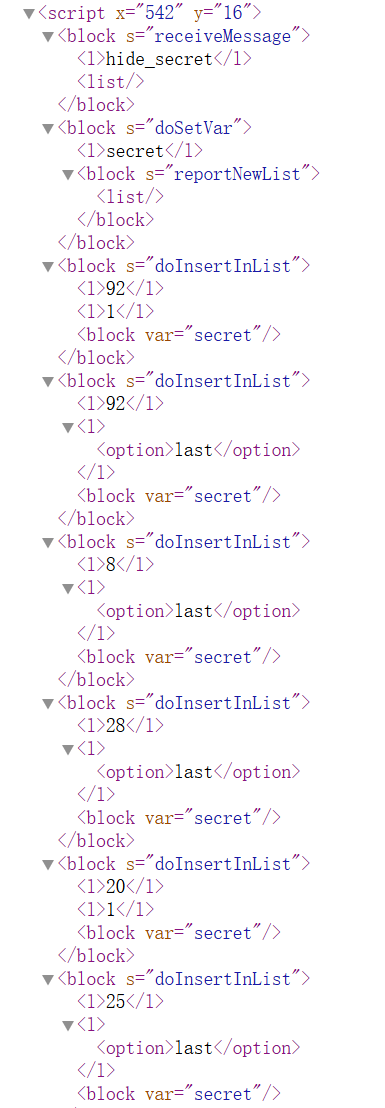 ▼<script x="542" y="16">
▼<block s="receiveMessage">
<l>hide_secret</l>
<list/>
</block>
▼<block s="doSetVar">
<l>secret</l>
▼<block s="reportNewList">
<list/>
</block>
</block>
▼<block s="doInsertInList">
<l>92</l>
<l>1</l>
<block var="secret"/>
</block>
▼<block s="doInsertInList">
<l>92</l>
▼<l>
<option>last</option>
</l>
<block var="secret"/>
</block>
▼<block s="doInsertInList">
<l>8</l>
▼<l>
<option>last</option>
</l>
<block var="secret"/>
</block>
▼<block s="doInsertInList">
<l>28</l>
▼<l>
<option>last</option>
</l>
<block var="secret"/>
</block>
▼<block s="doInsertInList">
<l>20</l>
<l>1</l>
<block var="secret"/>
</block>
▼<block s="doInsertInList">
<l>25</l>
▼<l>
<option>last</option>
</l>
<block var="secret"/>